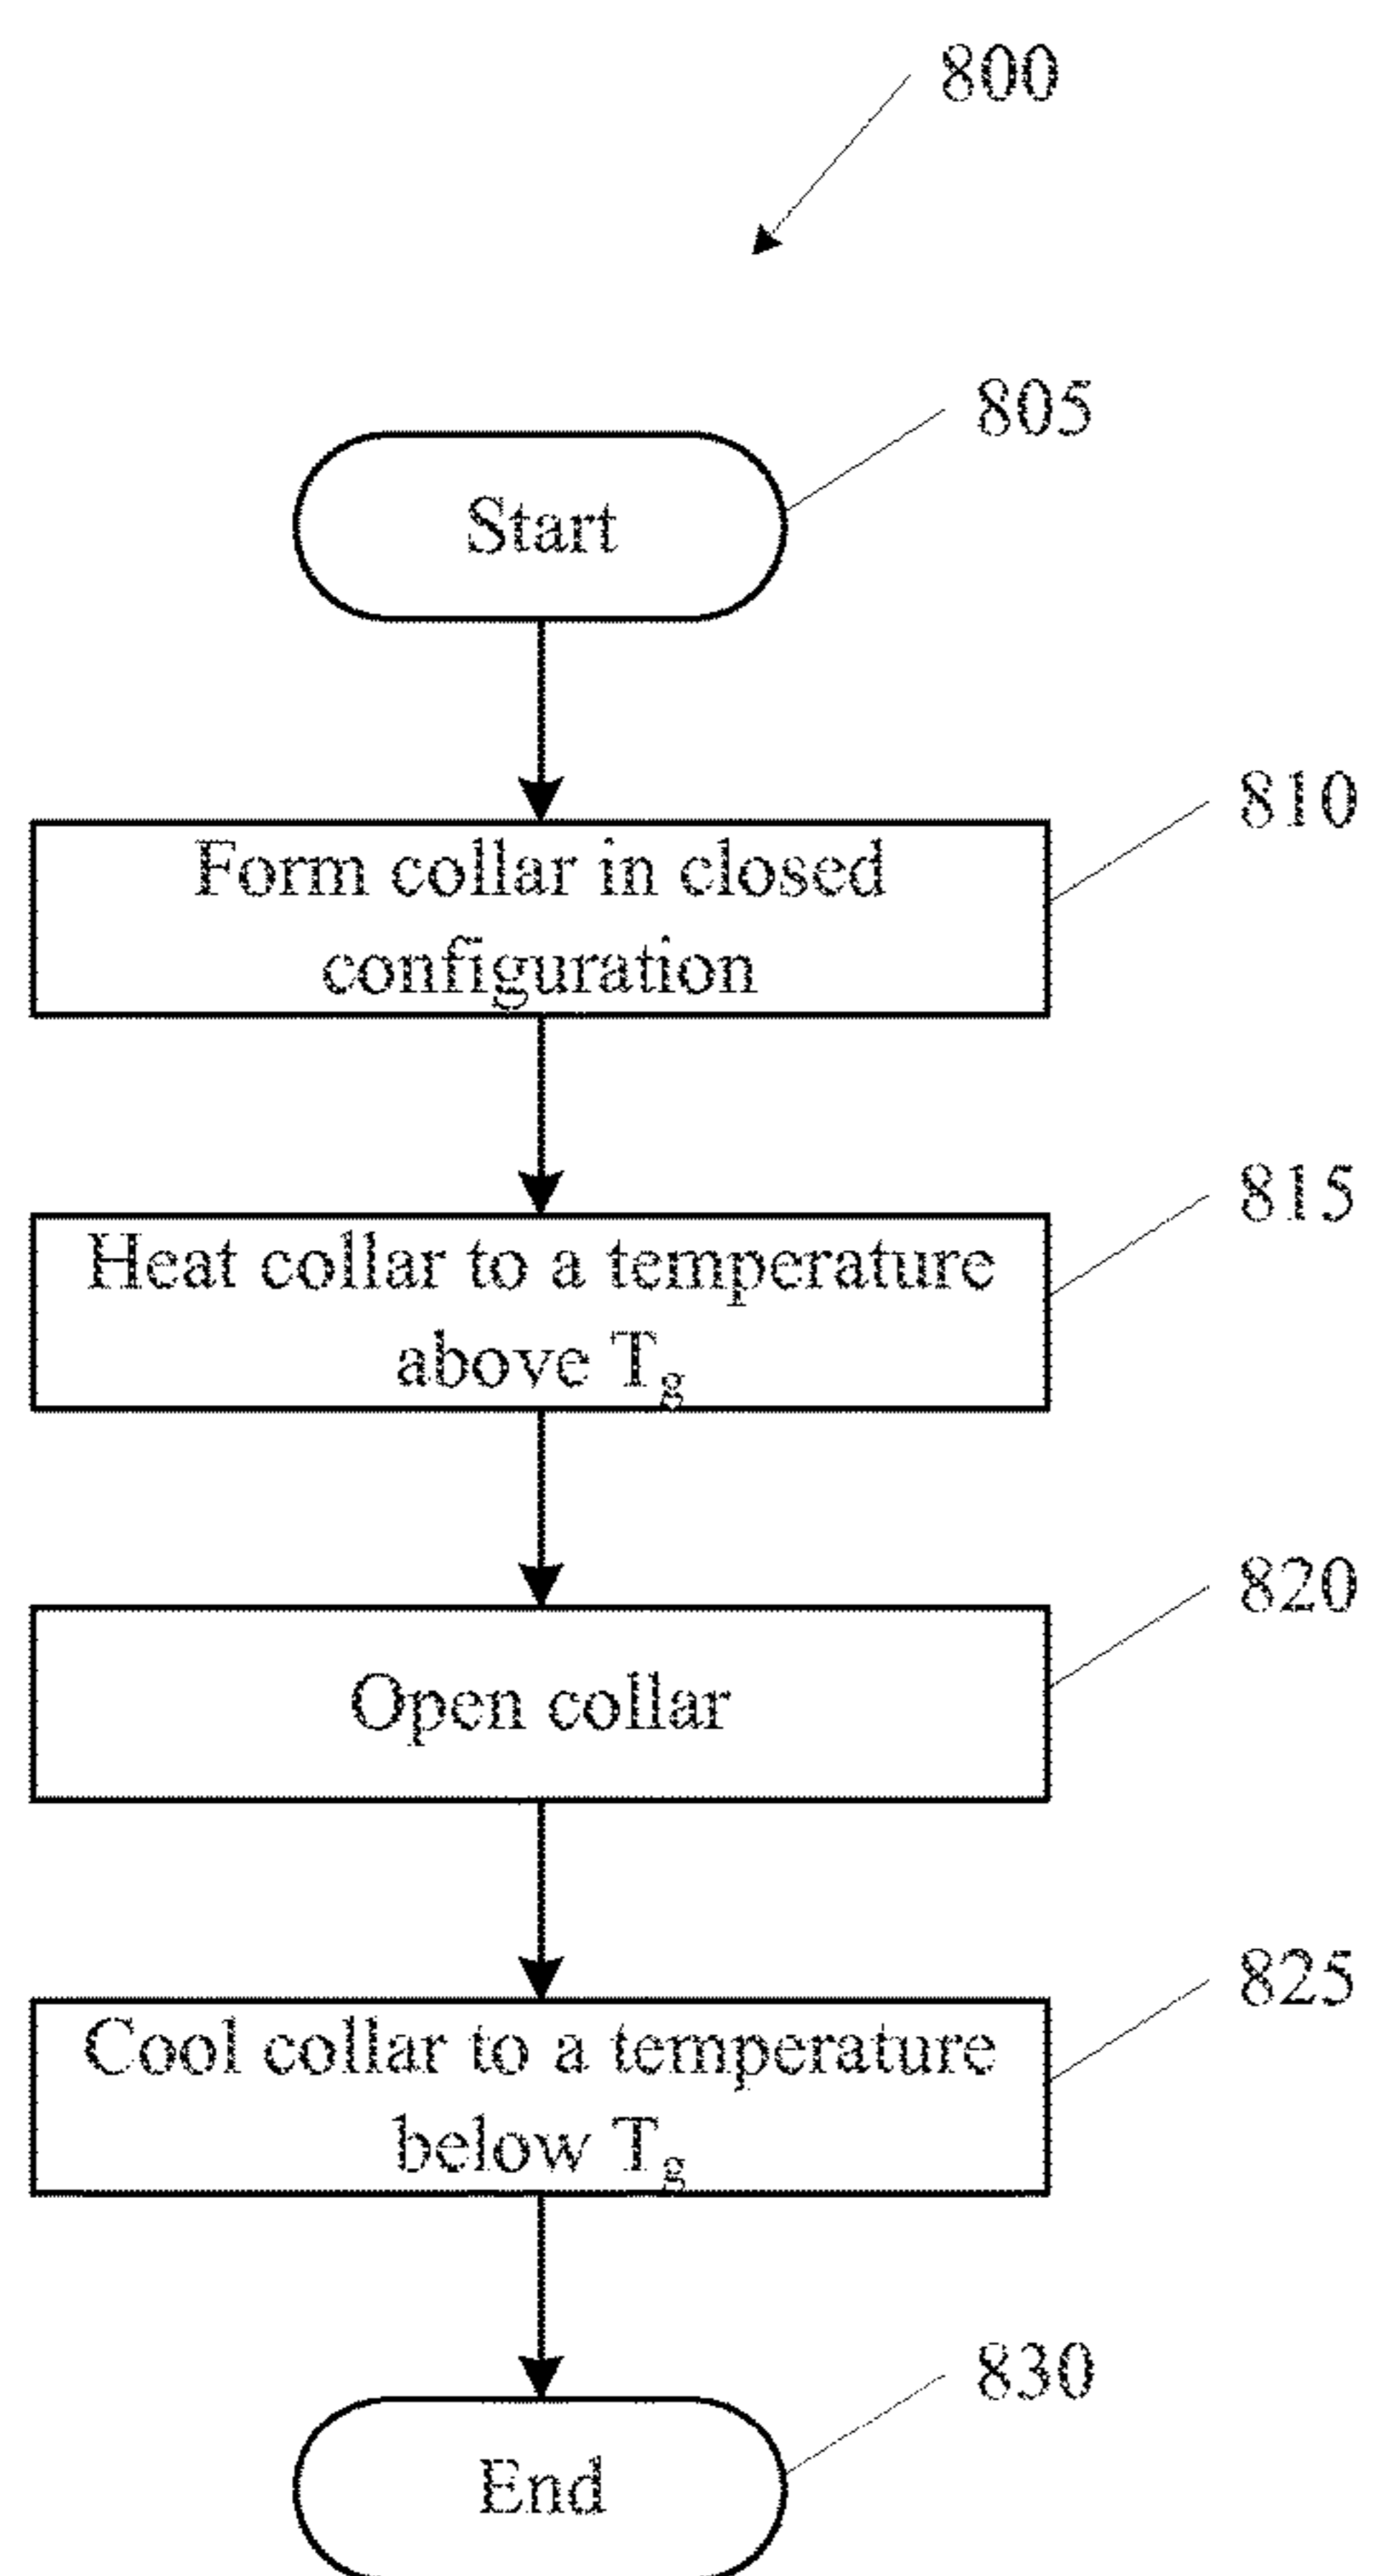 800
805
Start
810
Form collar in closed
configuration
815
Heat collar to a temperature
above Tg
820
Open collar
825
Cool collar to a temperature
below Tg
830
End